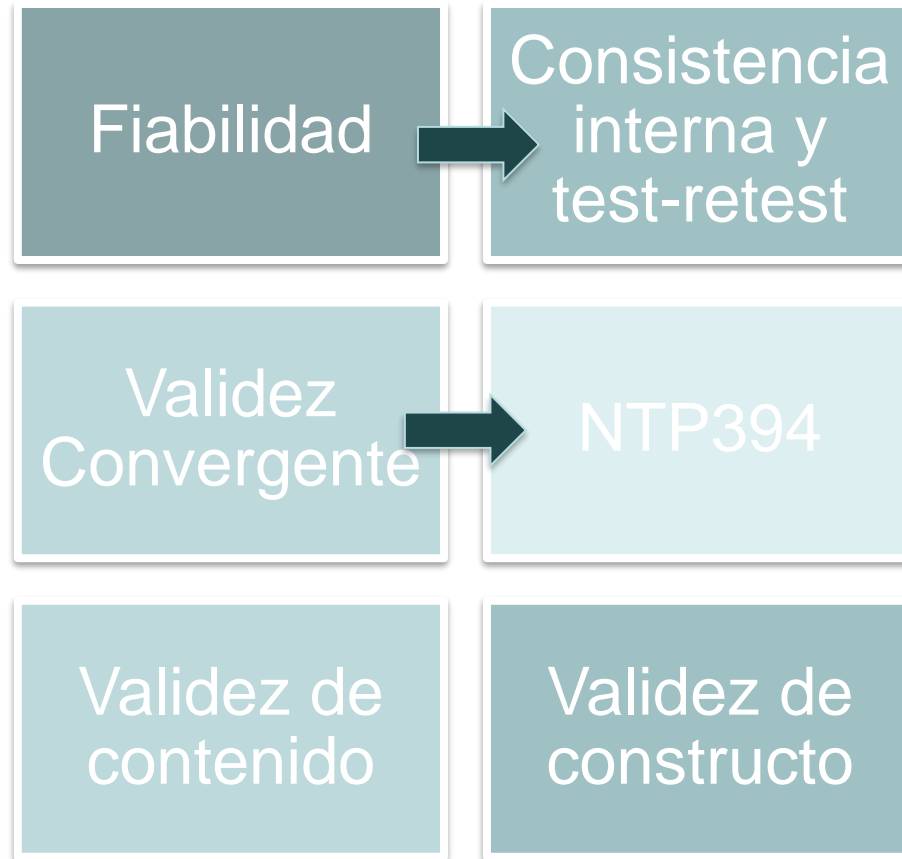 Fiabilidad
Consistencia
interna y
test-retest
Validez
Convergente
NTP394
Validez de
contenido
Validez de
constructo